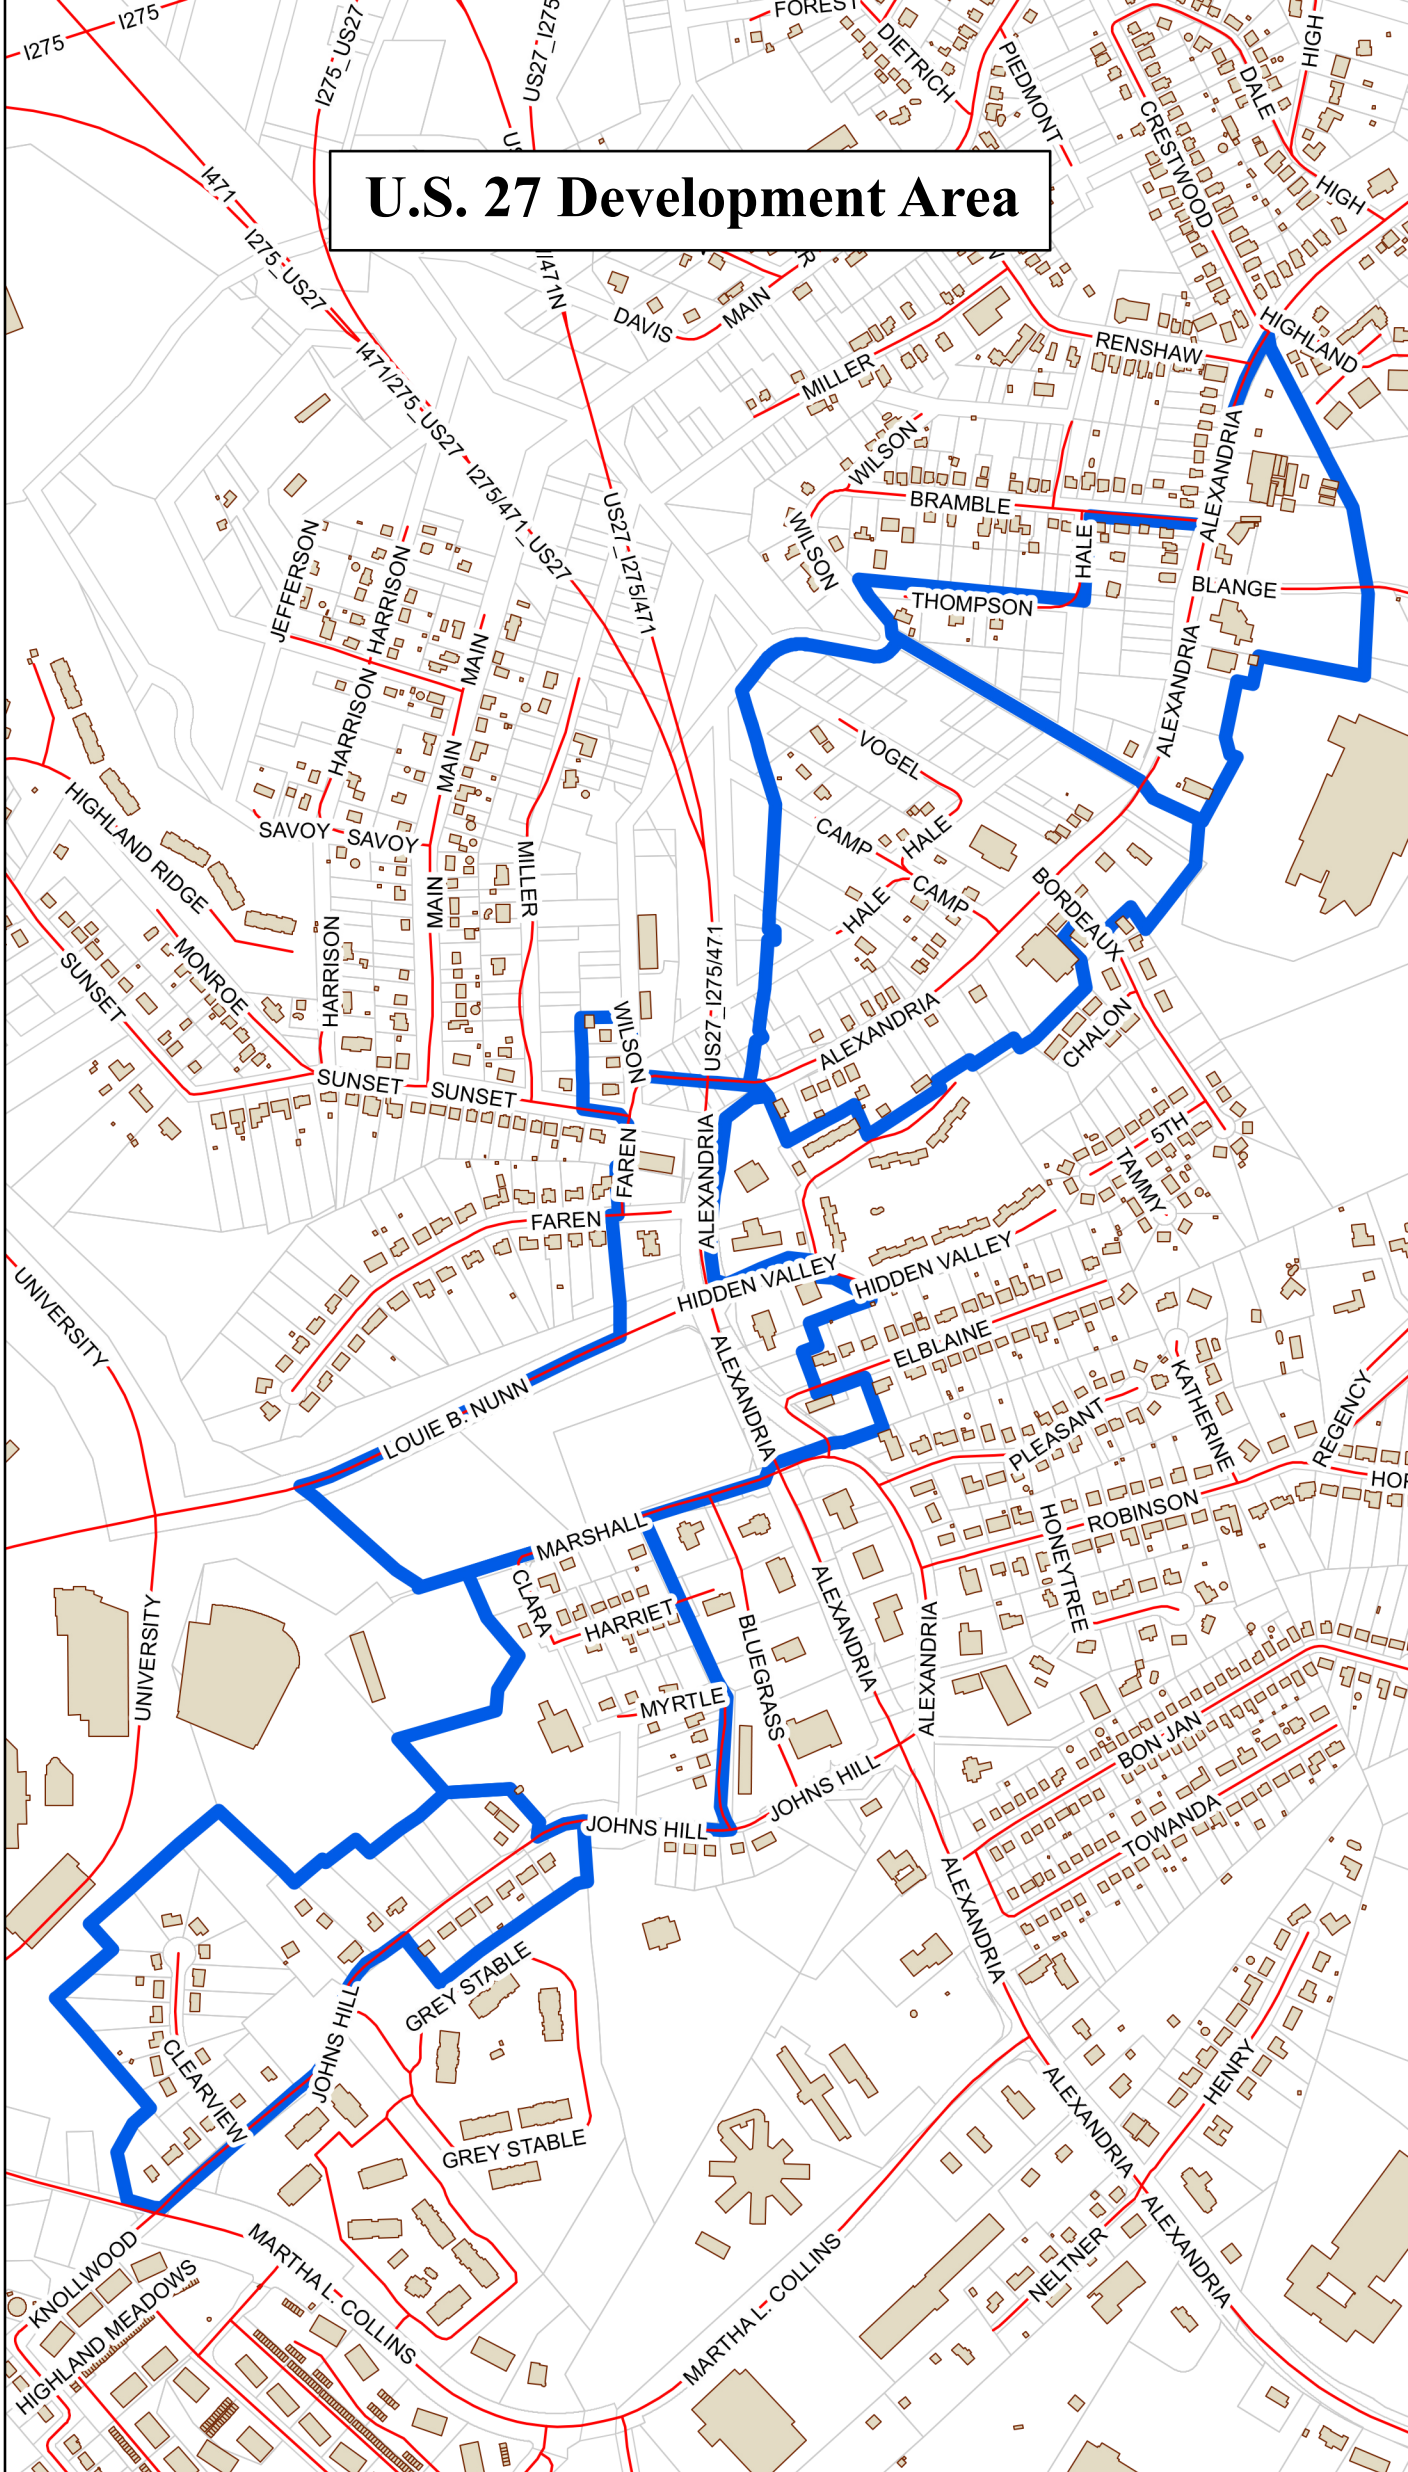 I275
I275
I275_US27
US27_I275
FOREST
DIETRICH
PIEDMONT
CRESTWOOD
DALE
HIGH
HIGH
I471
U.S. 27 Development Area
I275_US27
/471N
DAVIS
MAIN
MILLER
RENSHAW
HIGHLAND
I471/275_US27
I275/471_US27
US27_I275/471
WILSON
WILSON
BRAMBLE
HALE
THOMPSON
ALEXANDRIA
BLANGE
ALEXANDRIA
JEFFERSON
HARRISON
HARRISON
MAIN
MAIN
VOGEL
HIGHLAND RIDGE
SAVOY
SAVOY
MILLER
CAMP
HALE
HALE
CAMP
BORDEAUX
MAIN
HARRISON
MONROE
SUNSET
SUNSET
SUNSET
WILSON
US27_I275/471
ALEXANDRIA
CHALON
5TH
TAMMY
FAREN
FAREN
ALEXANDRIA
HIDDEN VALLEY
HIDDEN VALLEY
UNIVERSITY
ELBLAINE
ALEXANDRIA
LOUIE B. NUNN
PLEASANT
KATHERINE
REGENCY
HOR
ROBINSON
HONEYTREE
MARSHALL
CLARA
HARRIET
ALEXANDRIA
ALEXANDRIA
BLUEGRASS
MYRTLE
UNIVERSITY
BON JAN
TOWANDA
JOHNS HILL
JOHNS HILL
ALEXANDRIA
GREY STABLE
JOHNS HILL
CLEARVIEW
HENRY
ALEXANDRIA
GREY STABLE
ALEXANDRIA
NELTNER
KNOLLWOOD
HIGHLAND MEADOWS
MARTHA L. COLLINS
MARTHA L. COLLINS